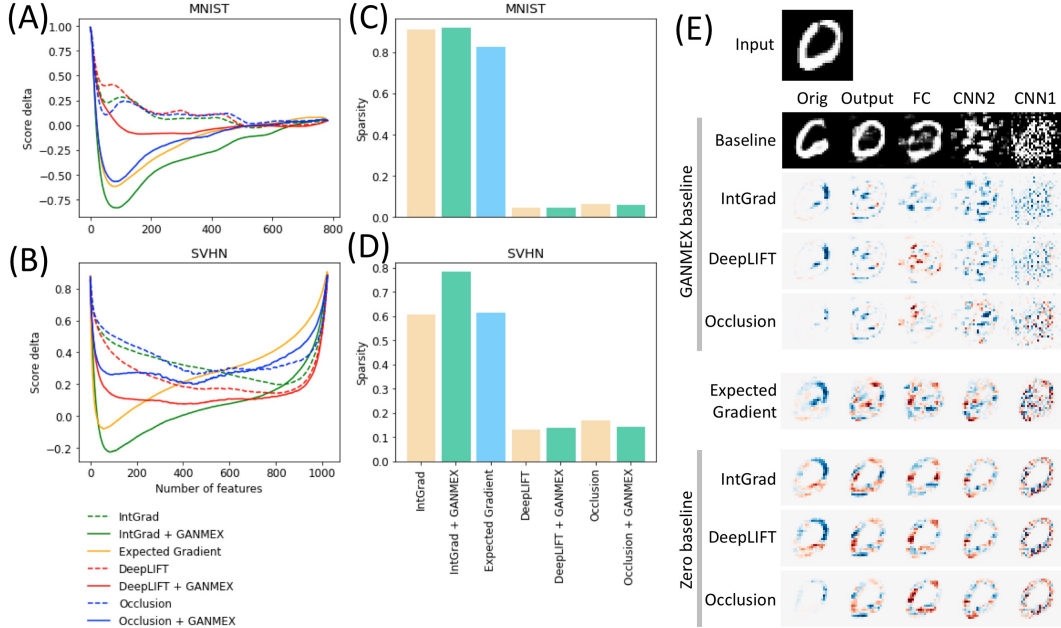 (A)
MNIST
1.00
0.75
0.50
0.25
0.00
−0.25
−0.50
−0.75
Score delta
0
200
400
600
800
(B)
SVHN
0.8
0.6
0.4
0.2
0.0
−0.2
Score delta
0
200
400
600
800
1000
Number of features
IntGrad
IntGrad + GANMEX
Expected Gradient
DeepLIFT
DeepLIFT + GANMEX
Occlusion
Occlusion + GANMEX
(C)
MNIST
0.8
0.6
0.4
0.2
0.0
Sparsity
(D)
SVHN
0.8
0.7
0.6
0.5
0.4
0.3
0.2
0.1
0.0
Sparsity
IntGrad
IntGrad + GANMEX
Expected Gradient
DeepLIFT
DeepLIFT + GANMEX
Occlusion
Occlusion + GANMEX
(E)
Input
Orig Output FC CNN2 CNN1
GANMEX baseline
Baseline
IntGrad
DeepLIFT
Occlusion
Expected
Gradient
Zero baseline
IntGrad
DeepLIFT
Occlusion